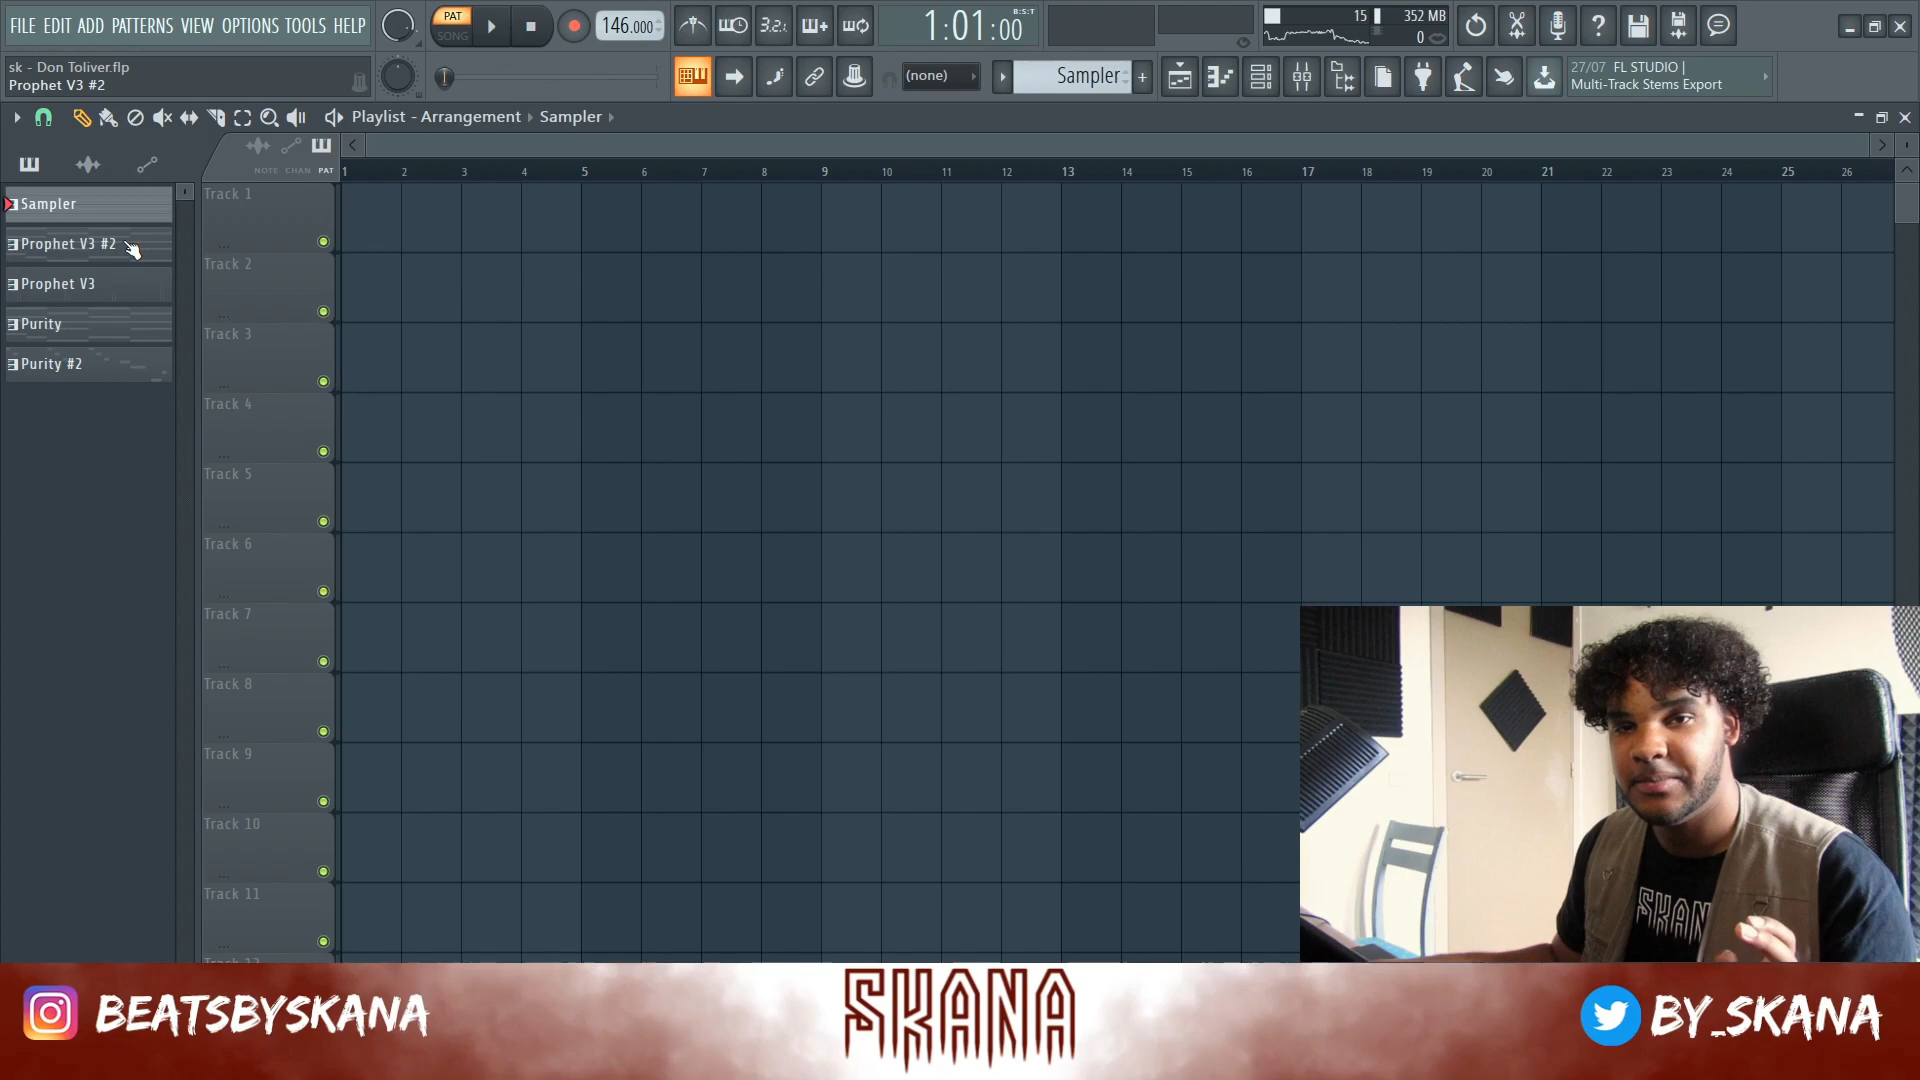 FILE EDIT ADD PATTERNS VIEW OPTIONS TOOLS HELP
PAT
SONG
146.000
3.2.1
1:01:00
B:S:T
15
352 MB
0
sk - Don Toliver.flp
Prophet V3 #2
(none)
Sampler
27/07 FL STUDIO |
Multi-Track Stems Export
Playlist - Arrangement › Sampler
NOTE CHAN PAT
1 2 3 4 5 6 7 8 9 10 11 12 13 14 15 16 17 18 19 20 21 22 23 24 25 26
Sampler
Prophet V3 #2
Prophet V3
Purity
Purity #2
Track 1
Track 2
Track 3
Track 4
Track 5
Track 6
Track 7
Track 8
Track 9
Track 10
Track 11
SKANA
BEATSBYSKANA
SKANA
BY_SKANA